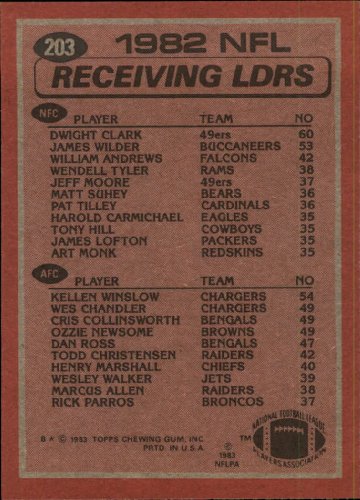 203
1982 NFL
RECEIVING LDRS
NFC PLAYER TEAM NO
DWIGHT CLARK 49ers 60
JAMES WILDER BUCCANEERS 53
WILLIAM ANDREWS FALCONS 42
WENDELL TYLER RAMS 38
JEFF MOORE 49ers 37
MATT SUHEY BEARS 36
PAT TILLEY CARDINALS 36
HAROLD CARMICHAEL EAGLES 35
TONY HILL COWBOYS 35
JAMES LOFTON PACKERS 35
ART MONK REDSKINS 35
AFC PLAYER TEAM NO
KELLEN WINSLOW CHARGERS 54
WES CHANDLER CHARGERS 49
CRIS COLLINSWORTH BENGALS 49
OZZIE NEWSOME BROWNS 49
DAN ROSS BENGALS 47
TODD CHRISTENSEN RAIDERS 42
HENRY MARSHALL CHIEFS 40
WESLEY WALKER JETS 39
MARCUS ALLEN RAIDERS 38
RICK PARROS BRONCOS 37
B * © 1983 TOPPS CHEWING GUM, INC
PRTD. IN U.S.A.
℗ 1983
NFLPA
NATIONAL FOOTBALL LEAGUE
PLAYERS ASSOCIATION